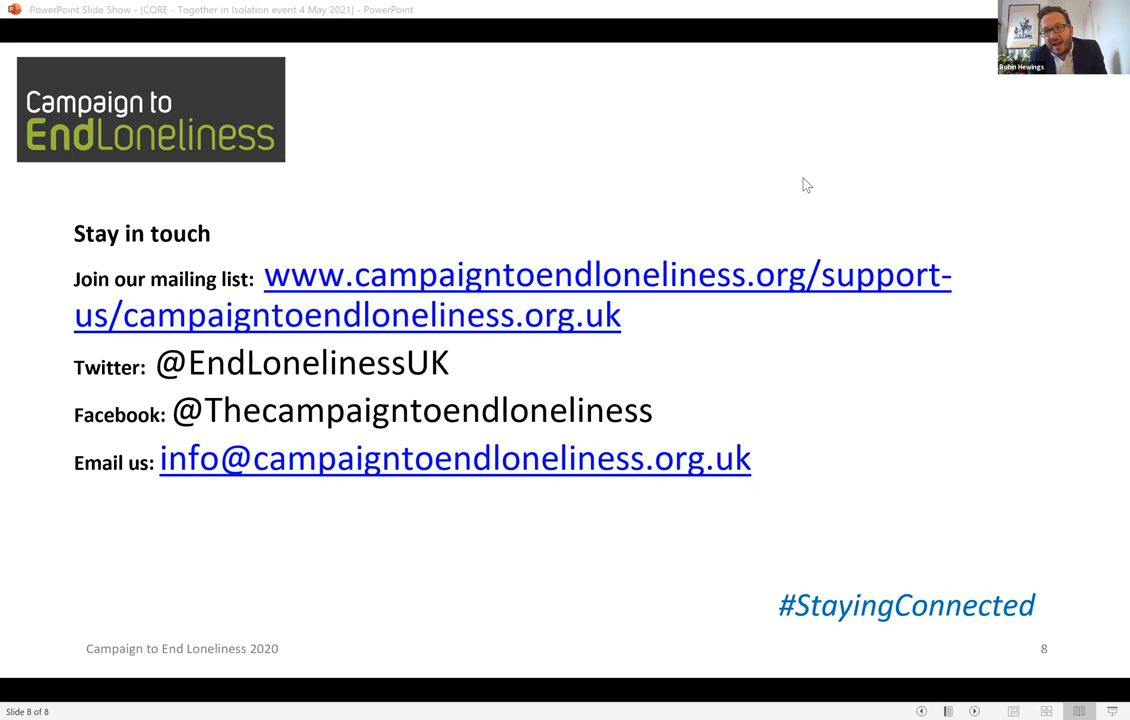 PowerPoint Slide Show - [CORE - Together in Isolation event 4 May 2021] - PowerPoint
Robin Hewings
Campaign to
EndLoneliness
Stay in touch
Join our mailing list: www.campaigntoendloneliness.org/support-
us/campaigntoendloneliness.org.uk
Twitter: @EndLonelinessUK
Facebook: @Thecampaigntoendloneliness
Email us: info@campaigntoendloneliness.org.uk
#StayingConnected
Campaign to End Loneliness 2020
8
Slide 8 of 8